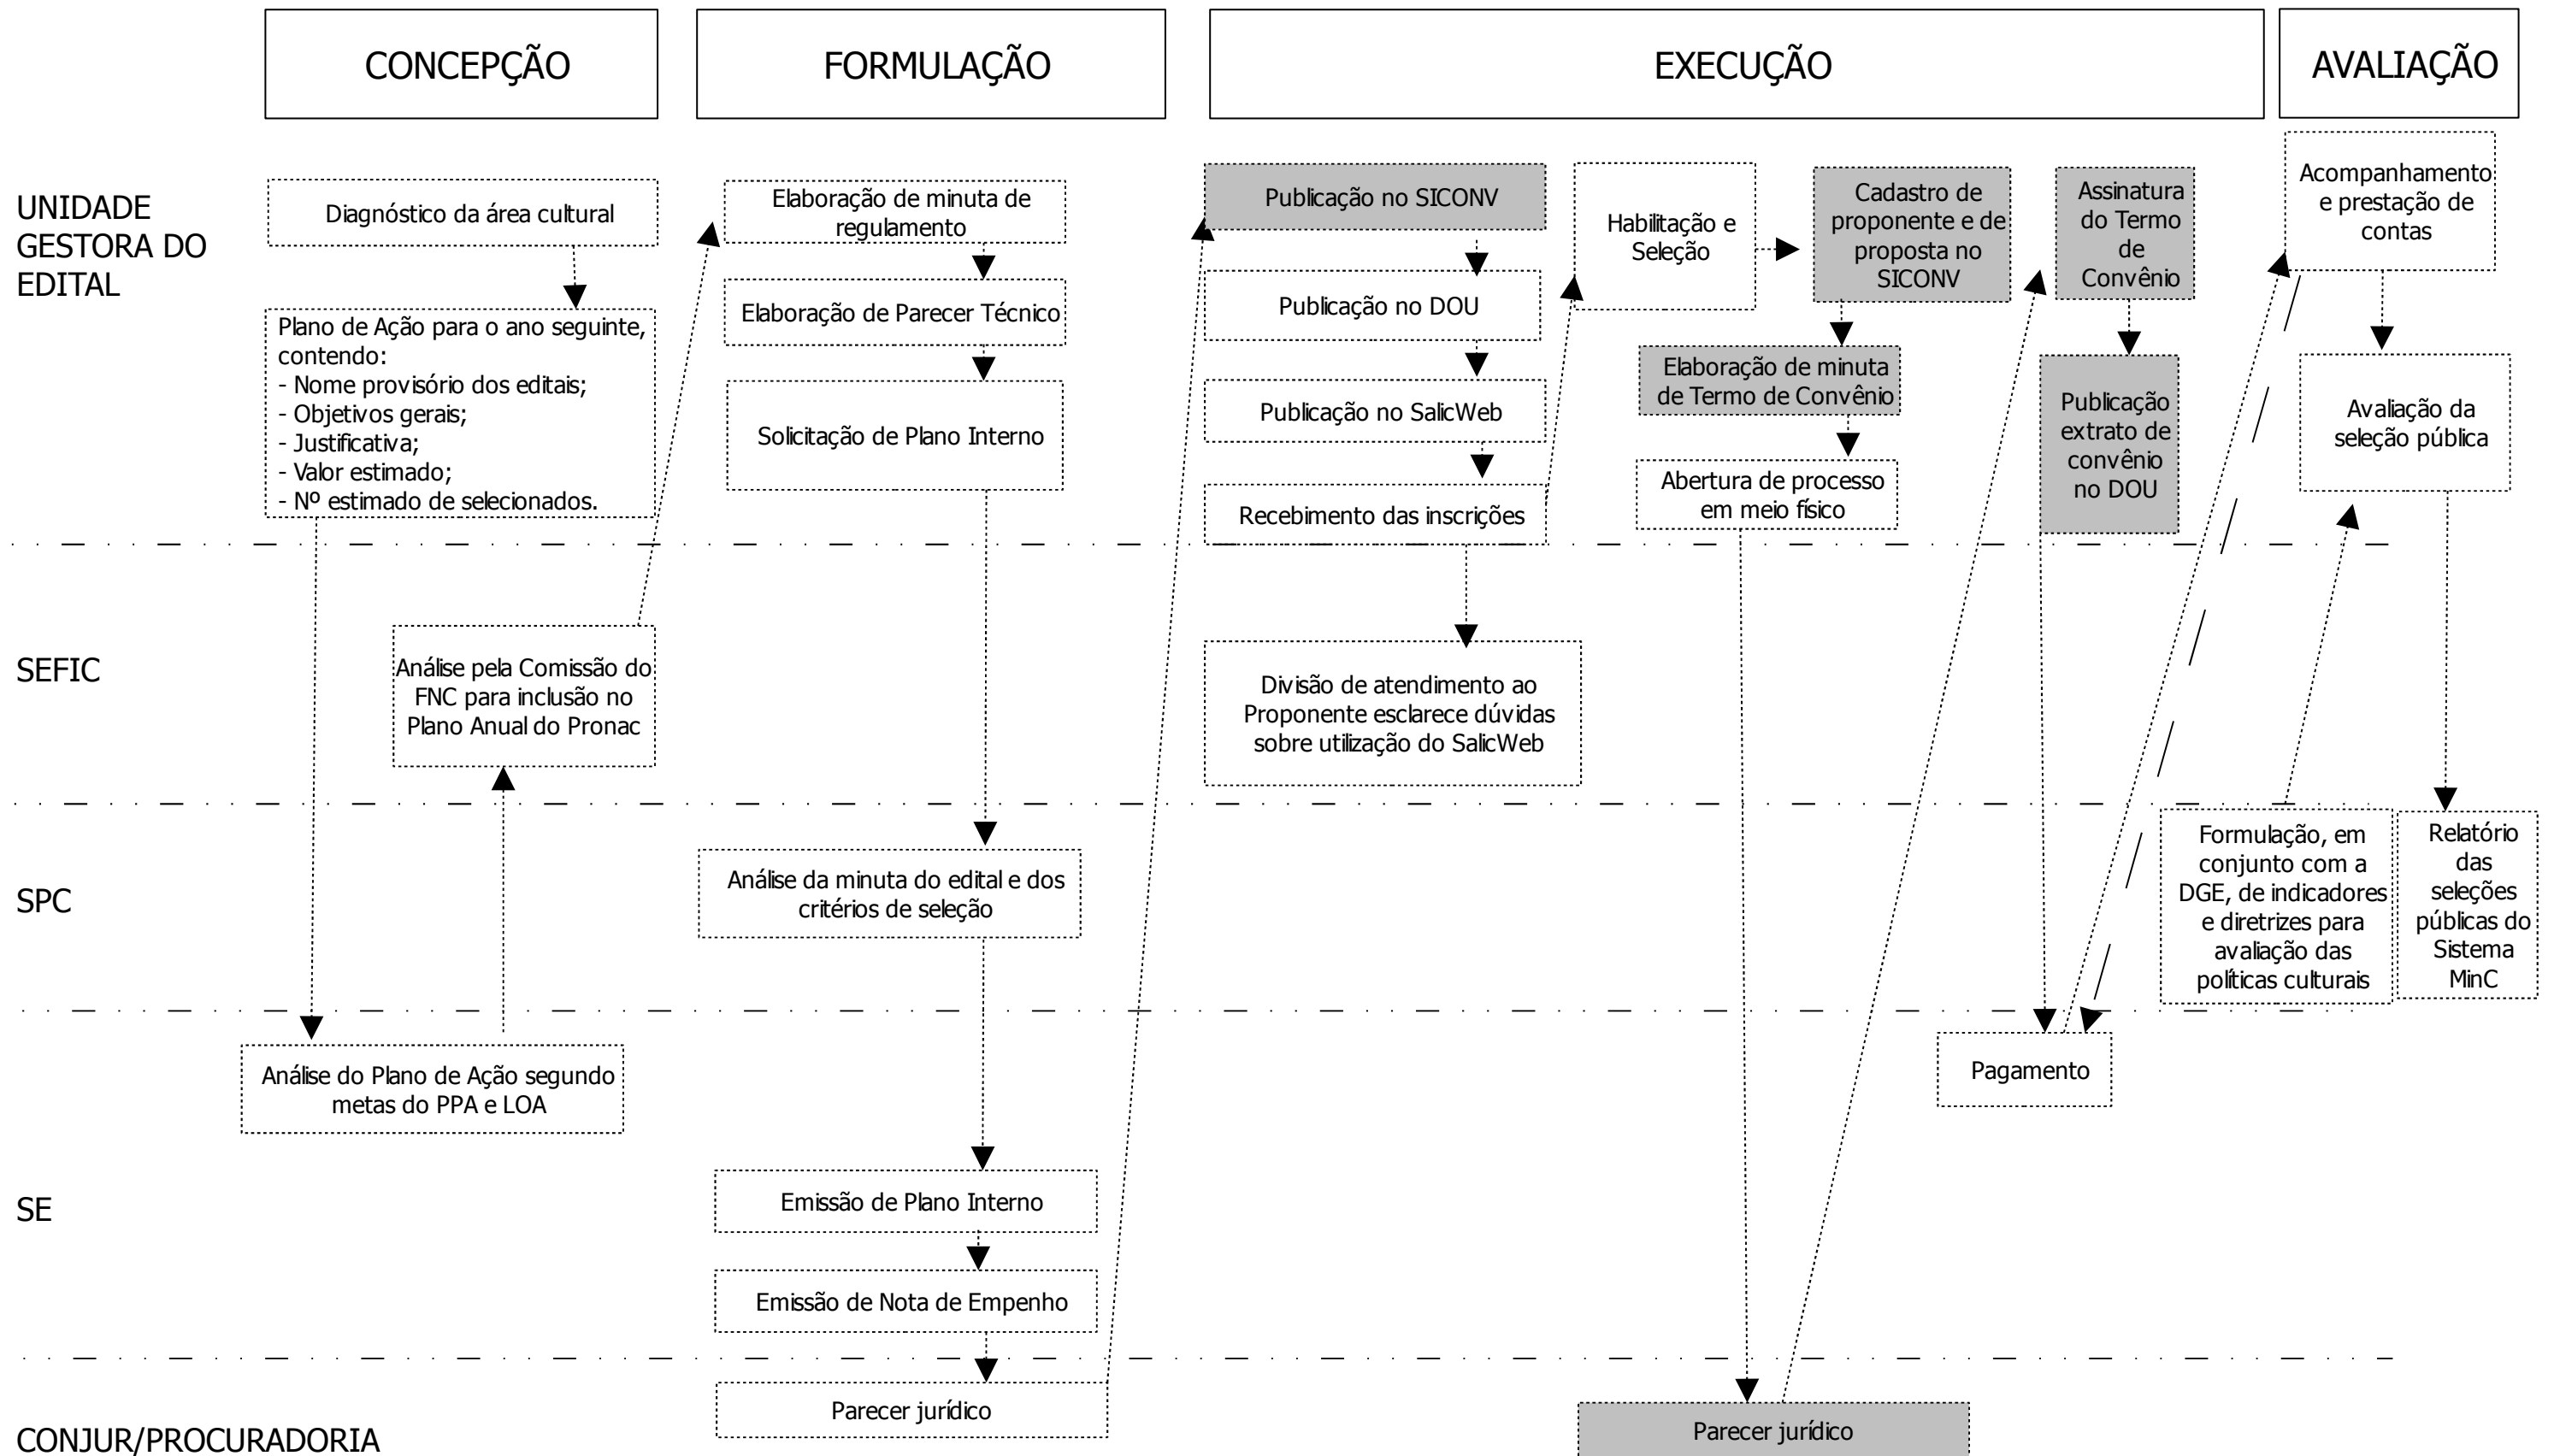 CONCEPÇÃO
FORMULAÇÃO
EXECUÇÃO
AVALIAÇÃO
UNIDADE
GESTORA DO
EDITAL
Diagnóstico da área cultural
Plano de Ação para o ano seguinte,
contendo:
- Nome provisório dos editais;
- Objetivos gerais;
- Justificativa;
- Valor estimado;
- Nº estimado de selecionados.
Elaboração de minuta de
regulamento
Elaboração de Parecer Técnico
Solicitação de Plano Interno
Publicação no SICONV
Publicação no DOU
Publicação no SalicWeb
Recebimento das inscrições
Habilitação e
Seleção
Cadastro de
proponente e de
proposta no
SICONV
Elaboração de minuta
de Termo de Convênio
Abertura de processo
em meio físico
Assinatura
do Termo
de
Convênio
Publicação
extrato de
convênio
no DOU
Acompanhamento
e prestação de
contas
Avaliação da
seleção pública
SEFIC
Análise pela Comissão do
FNC para inclusão no
Plano Anual do Pronac
Divisão de atendimento ao
Proponente esclarece dúvidas
sobre utilização do SalicWeb
SPC
Análise da minuta do edital e dos
critérios de seleção
Formulação, em
conjunto com a
DGE, de indicadores
e diretrizes para
avaliação das
políticas culturais
Relatório
das
seleções
públicas do
Sistema
MinC
Análise do Plano de Ação segundo
metas do PPA e LOA
Pagamento
SE
Emissão de Plano Interno
Emissão de Nota de Empenho
CONJUR/PROCURADORIA
Parecer jurídico
Parecer jurídico